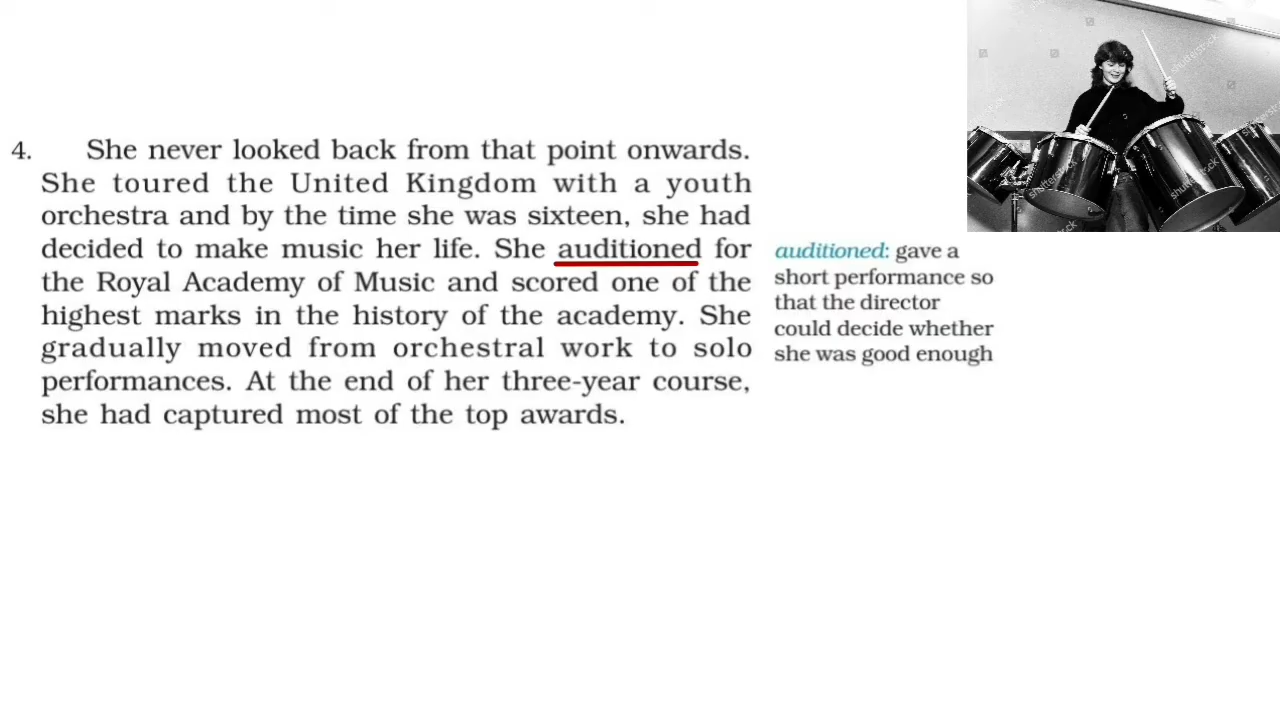 4. She never looked back from that point onwards.
She toured the United Kingdom with a youth
orchestra and by the time she was sixteen, she had
decided to make music her life. She auditioned for
the Royal Academy of Music and scored one of the
highest marks in the history of the academy. She
gradually moved from orchestral work to solo
performances. At the end of her three-year course,
she had captured most of the top awards.
auditioned: gave a
short performance so
that the director
could decide whether
she was good enough